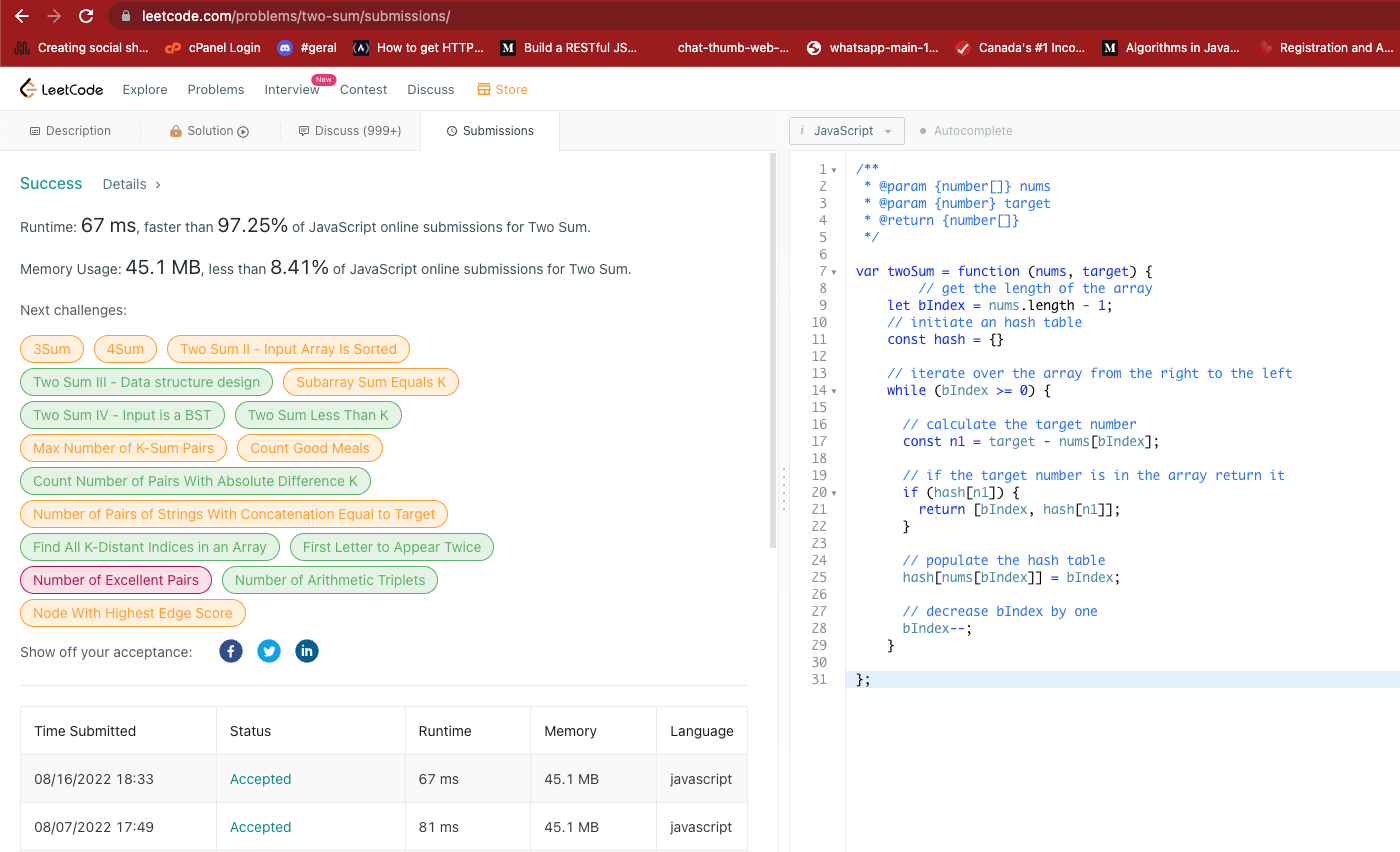 leetcode.com/problems/two-sum/submissions/
Creating social sh... cPanel Login #geral How to get HTTP... Build a RESTful JS... chat-thumb-web-... whatsapp-main-1... Canada's #1 Inco... Algorithms in Java... Registration and A...
LeetCode Explore Problems Interview New Contest Discuss Store
Description Solution Discuss (999+) Submissions
Success Details >
Runtime: 67 ms, faster than 97.25% of JavaScript online submissions for Two Sum.
Memory Usage: 45.1 MB, less than 8.41% of JavaScript online submissions for Two Sum.
Next challenges:
3Sum 4Sum Two Sum II - Input Array Is Sorted
Two Sum III - Data structure design Subarray Sum Equals K
Two Sum IV - Input is a BST Two Sum Less Than K
Max Number of K-Sum Pairs Count Good Meals
Count Number of Pairs With Absolute Difference K
Number of Pairs of Strings With Concatenation Equal to Target
Find All K-Distant Indices in an Array First Letter to Appear Twice
Number of Excellent Pairs Number of Arithmetic Triplets
Node With Highest Edge Score
Show off your acceptance:
Time Submitted Status Runtime Memory Language
08/16/2022 18:33 Accepted 67 ms 45.1 MB javascript
08/07/2022 17:49 Accepted 81 ms 45.1 MB javascript
i JavaScript Autocomplete
1 /**
2 * @param {number[]} nums
3 * @param {number} target
4 * @return {number[]}
5 */
6
7 var twoSum = function (nums, target) {
8 // get the length of the array
9 let bIndex = nums.length - 1;
10 // initiate an hash table
11 const hash = {}
12
13 // iterate over the array from the right to the left
14 while (bIndex >= 0) {
15
16 // calculate the target number
17 const n1 = target - nums[bIndex];
18
19 // if the target number is in the array return it
20 if (hash[n1]) {
21 return [bIndex, hash[n1]];
22 }
23
24 // populate the hash table
25 hash[nums[bIndex]] = bIndex;
26
27 // decrease bIndex by one
28 bIndex--;
29 }
30
31 };